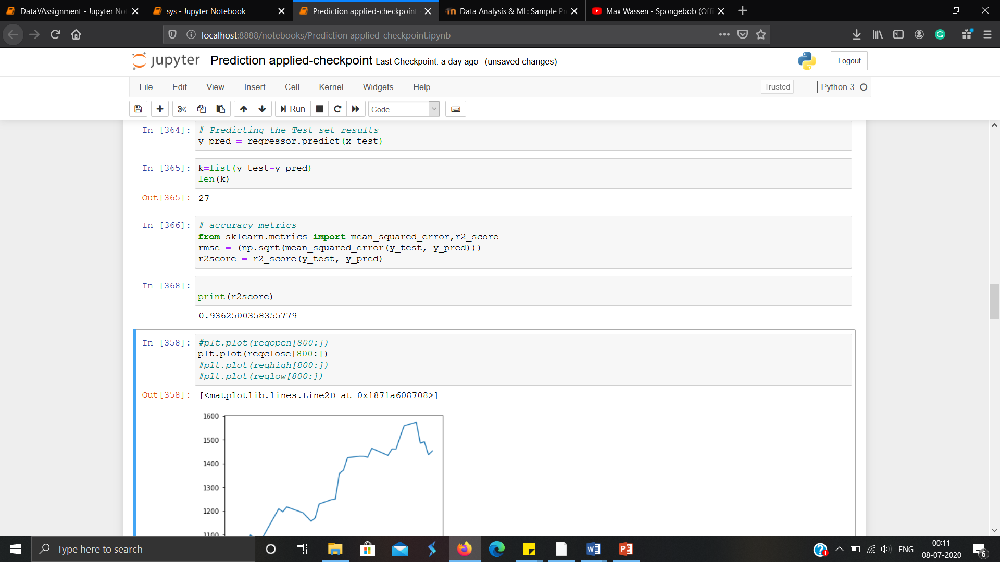 DataVAssignment - Jupyter Not
sys - Jupyter Notebook
Prediction applied-checkpoint
Data Analysis & ML: Sample Pr
Max Wassen - Spongebob (Offi
localhost:8888/notebooks/Prediction applied-checkpoint.ipynb
jupyter
Prediction applied-checkpoint Last Checkpoint: a day ago (unsaved changes)
Logout
File Edit View Insert Cell Kernel Widgets Help
Trusted
Python 3
Run
Code
In [364]: # Predicting the Test set results
y_pred = regressor.predict(x_test)
In [365]: k=list(y_test-y_pred)
len(k)
Out[365]: 27
In [366]: # accuracy metrics
from sklearn.metrics import mean_squared_error,r2_score
rmse = (np.sqrt(mean_squared_error(y_test, y_pred)))
r2score = r2_score(y_test, y_pred)
In [368]:
print(r2score)
0.9362500358355779
In [358]: #plt.plot(reqopen[800:])
plt.plot(reqclose[800:])
#plt.plot(reqhigh[800:])
#plt.plot(reqlow[800:])
Out[358]: [<matplotlib.lines.Line2D at 0x1871a608708>]
1600
1500
1400
1300
1200
1100
Type here to search
ENG
00:11
08-07-2020
6